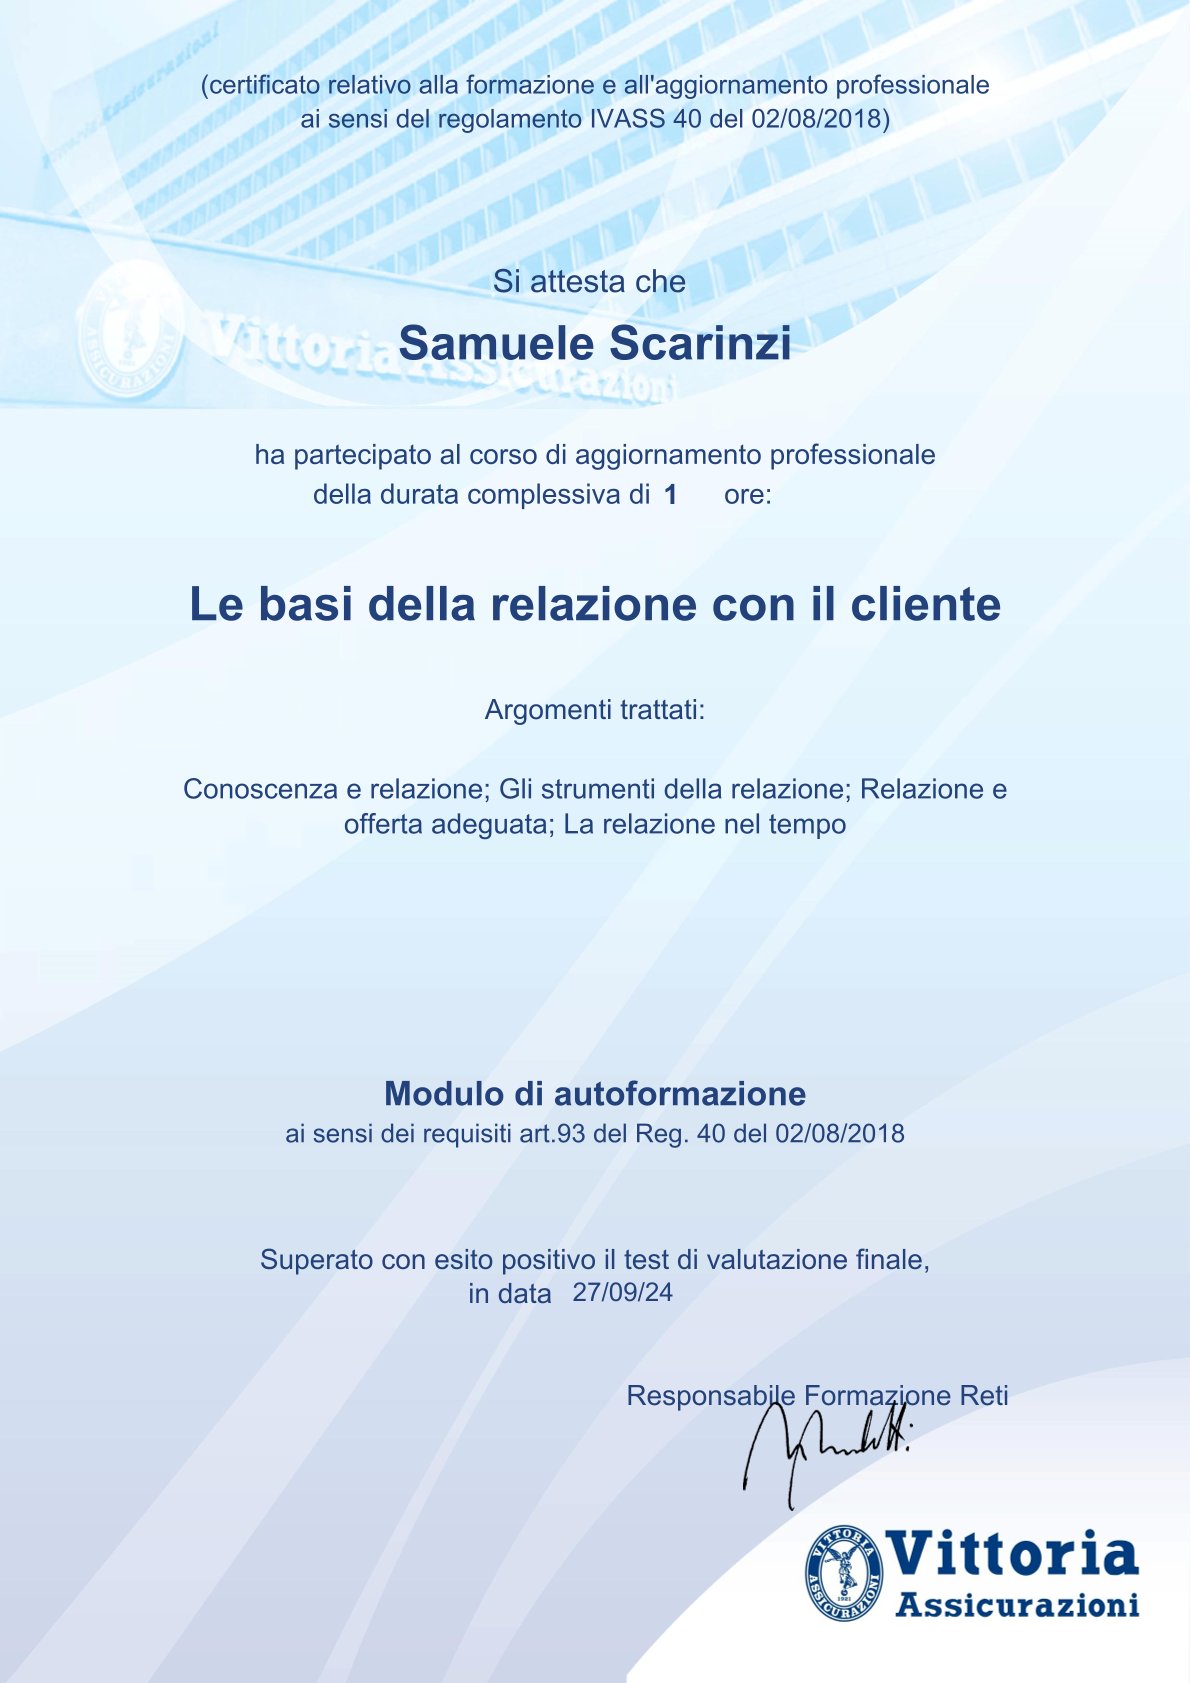 (certificato relativo alla formazione e all'aggiornamento professionale
ai sensi del regolamento IVASS 40 del 02/08/2018)
Si attesta che
Samuele Scarinzi
VITTORIA ASSICURAZIONI
Vittoria Assicurazioni
ha partecipato al corso di aggiornamento professionale
della durata complessiva di 1 ore:
Le basi della relazione con il cliente
Argomenti trattati:
Conoscenza e relazione; Gli strumenti della relazione; Relazione e
offerta adeguata; La relazione nel tempo
Modulo di autoformazione
ai sensi dei requisiti art.93 del Reg. 40 del 02/08/2018
Superato con esito positivo il test di valutazione finale,
in data 27/09/24
Responsabile Formazione Reti
VITTORIA ASSICURAZIONI
1921
Vittoria
Assicurazioni